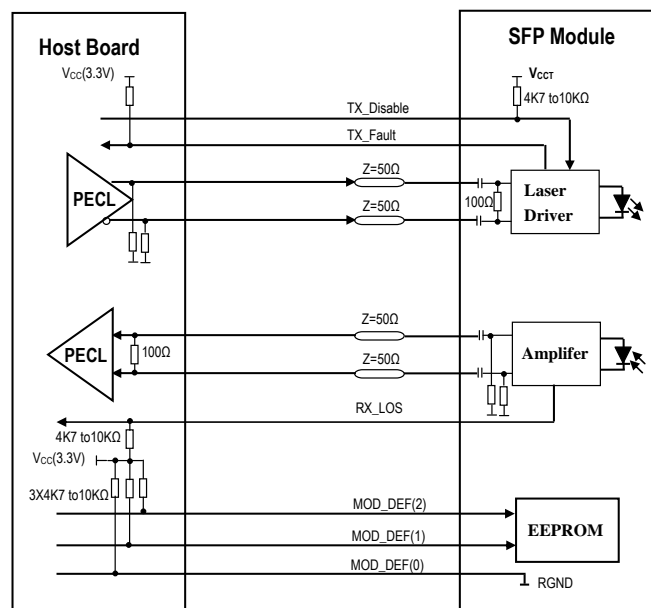 Host Board
SFP Module
VCC(3.3V)
VCCT
4K7 to10KΩ
TX_Disable
TX_Fault
PECL
Z=50Ω
Z=50Ω
100Ω
Laser
Driver
PECL
100Ω
Z=50Ω
Z=50Ω
Amplifer
RX_LOS
4K7 to10KΩ
VCC(3.3V)
3X4K7 to10KΩ
MOD_DEF(2)
MOD_DEF(1)
EEPROM
MOD_DEF(0)
RGND